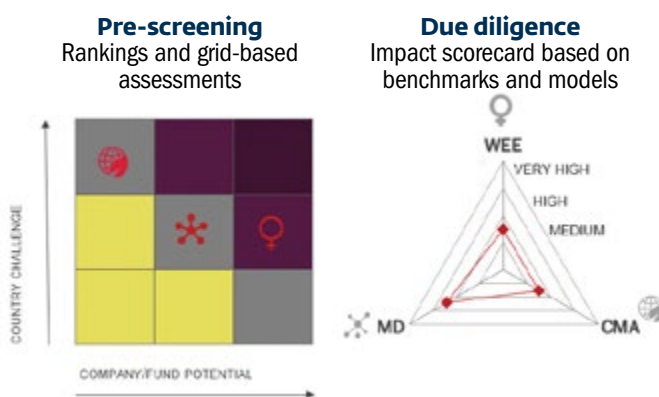 Pre-screening
Rankings and grid-based
assessments
COUNTRY CHALLENGE
COMPANY/FUND POTENTIAL
Due diligence
Impact scorecard based on
benchmarks and models
WEE
VERY HIGH
HIGH
MEDIUM
MD
CMA